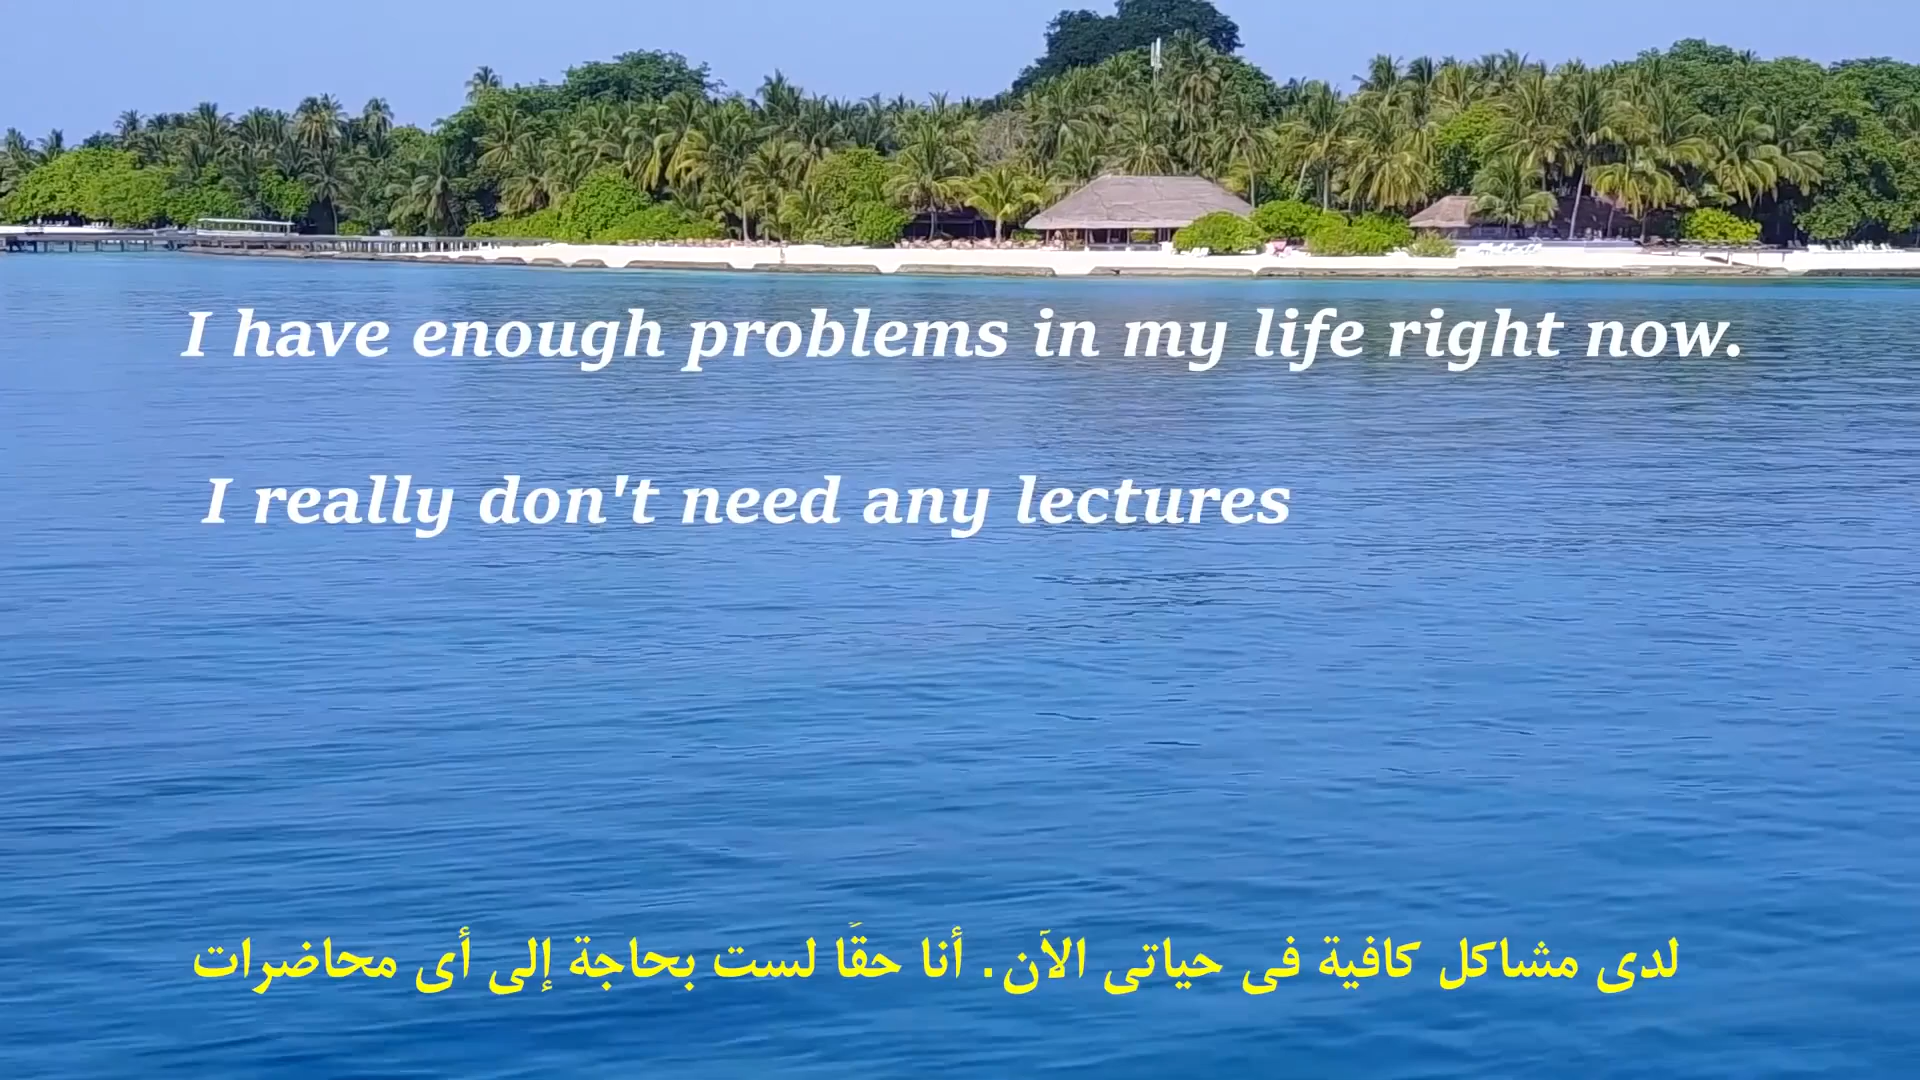 I have enough problems in my life right now.
I really don't need any lectures
لدى مشاكل كافية فى حياتى الآن. أنا حقًا لست بحاجة إلى أى محاضرات